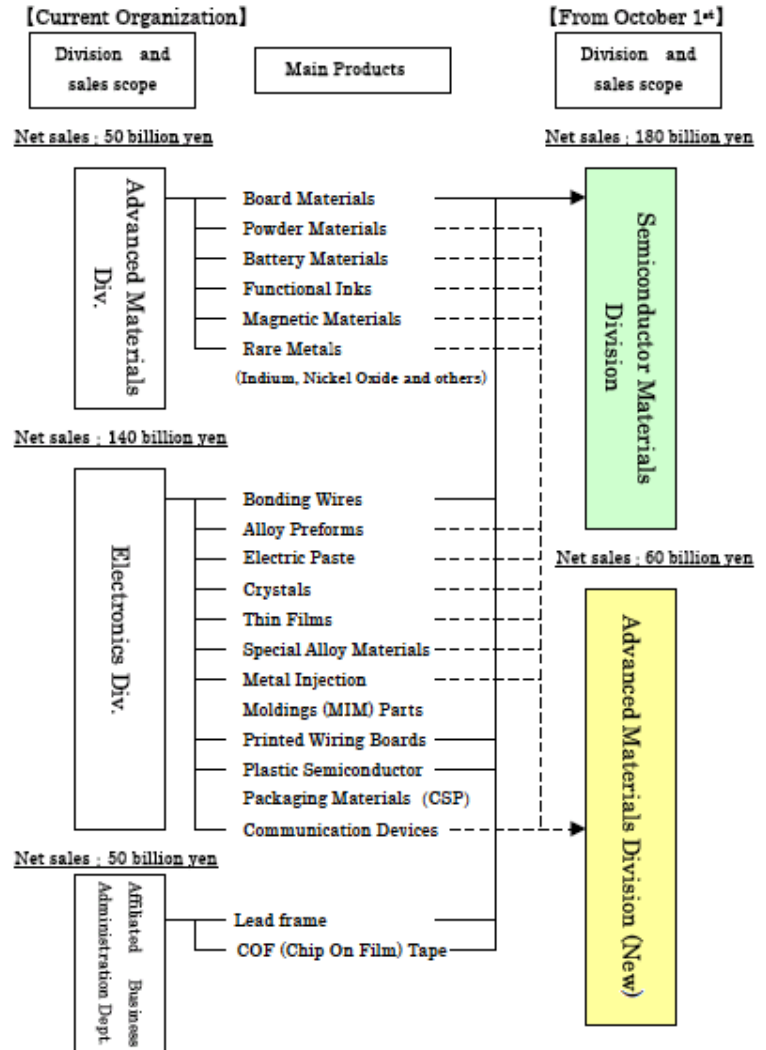 【Current Organization】
【From October 1st】
Division and
sales scope
Main Products
Division and
sales scope
Net sales ; 50 billion yen
Net sales ; 180 billion yen
Advanced Materials
Div.
Board Materials
Powder Materials
Battery Materials
Functional Inks
Magnetic Materials
Rare Metals
(Indium, Nickel Oxide and others)
Semiconductor Materials
Division
Net sales ; 140 billion yen
Electronics Div.
Bonding Wires
Alloy Preforms
Electric Paste
Crystals
Thin Films
Special Alloy Materials
Metal Injection
Moldings (MIM) Parts
Printed Wiring Boards
Plastic Semiconductor
Packaging Materials (CSP)
Communication Devices
Net sales ; 60 billion yen
Advanced Materials Division (New)
Net sales ; 50 billion yen
Affiliated Business
Administration Dept.
Lead frame
COF (Chip On Film) Tape